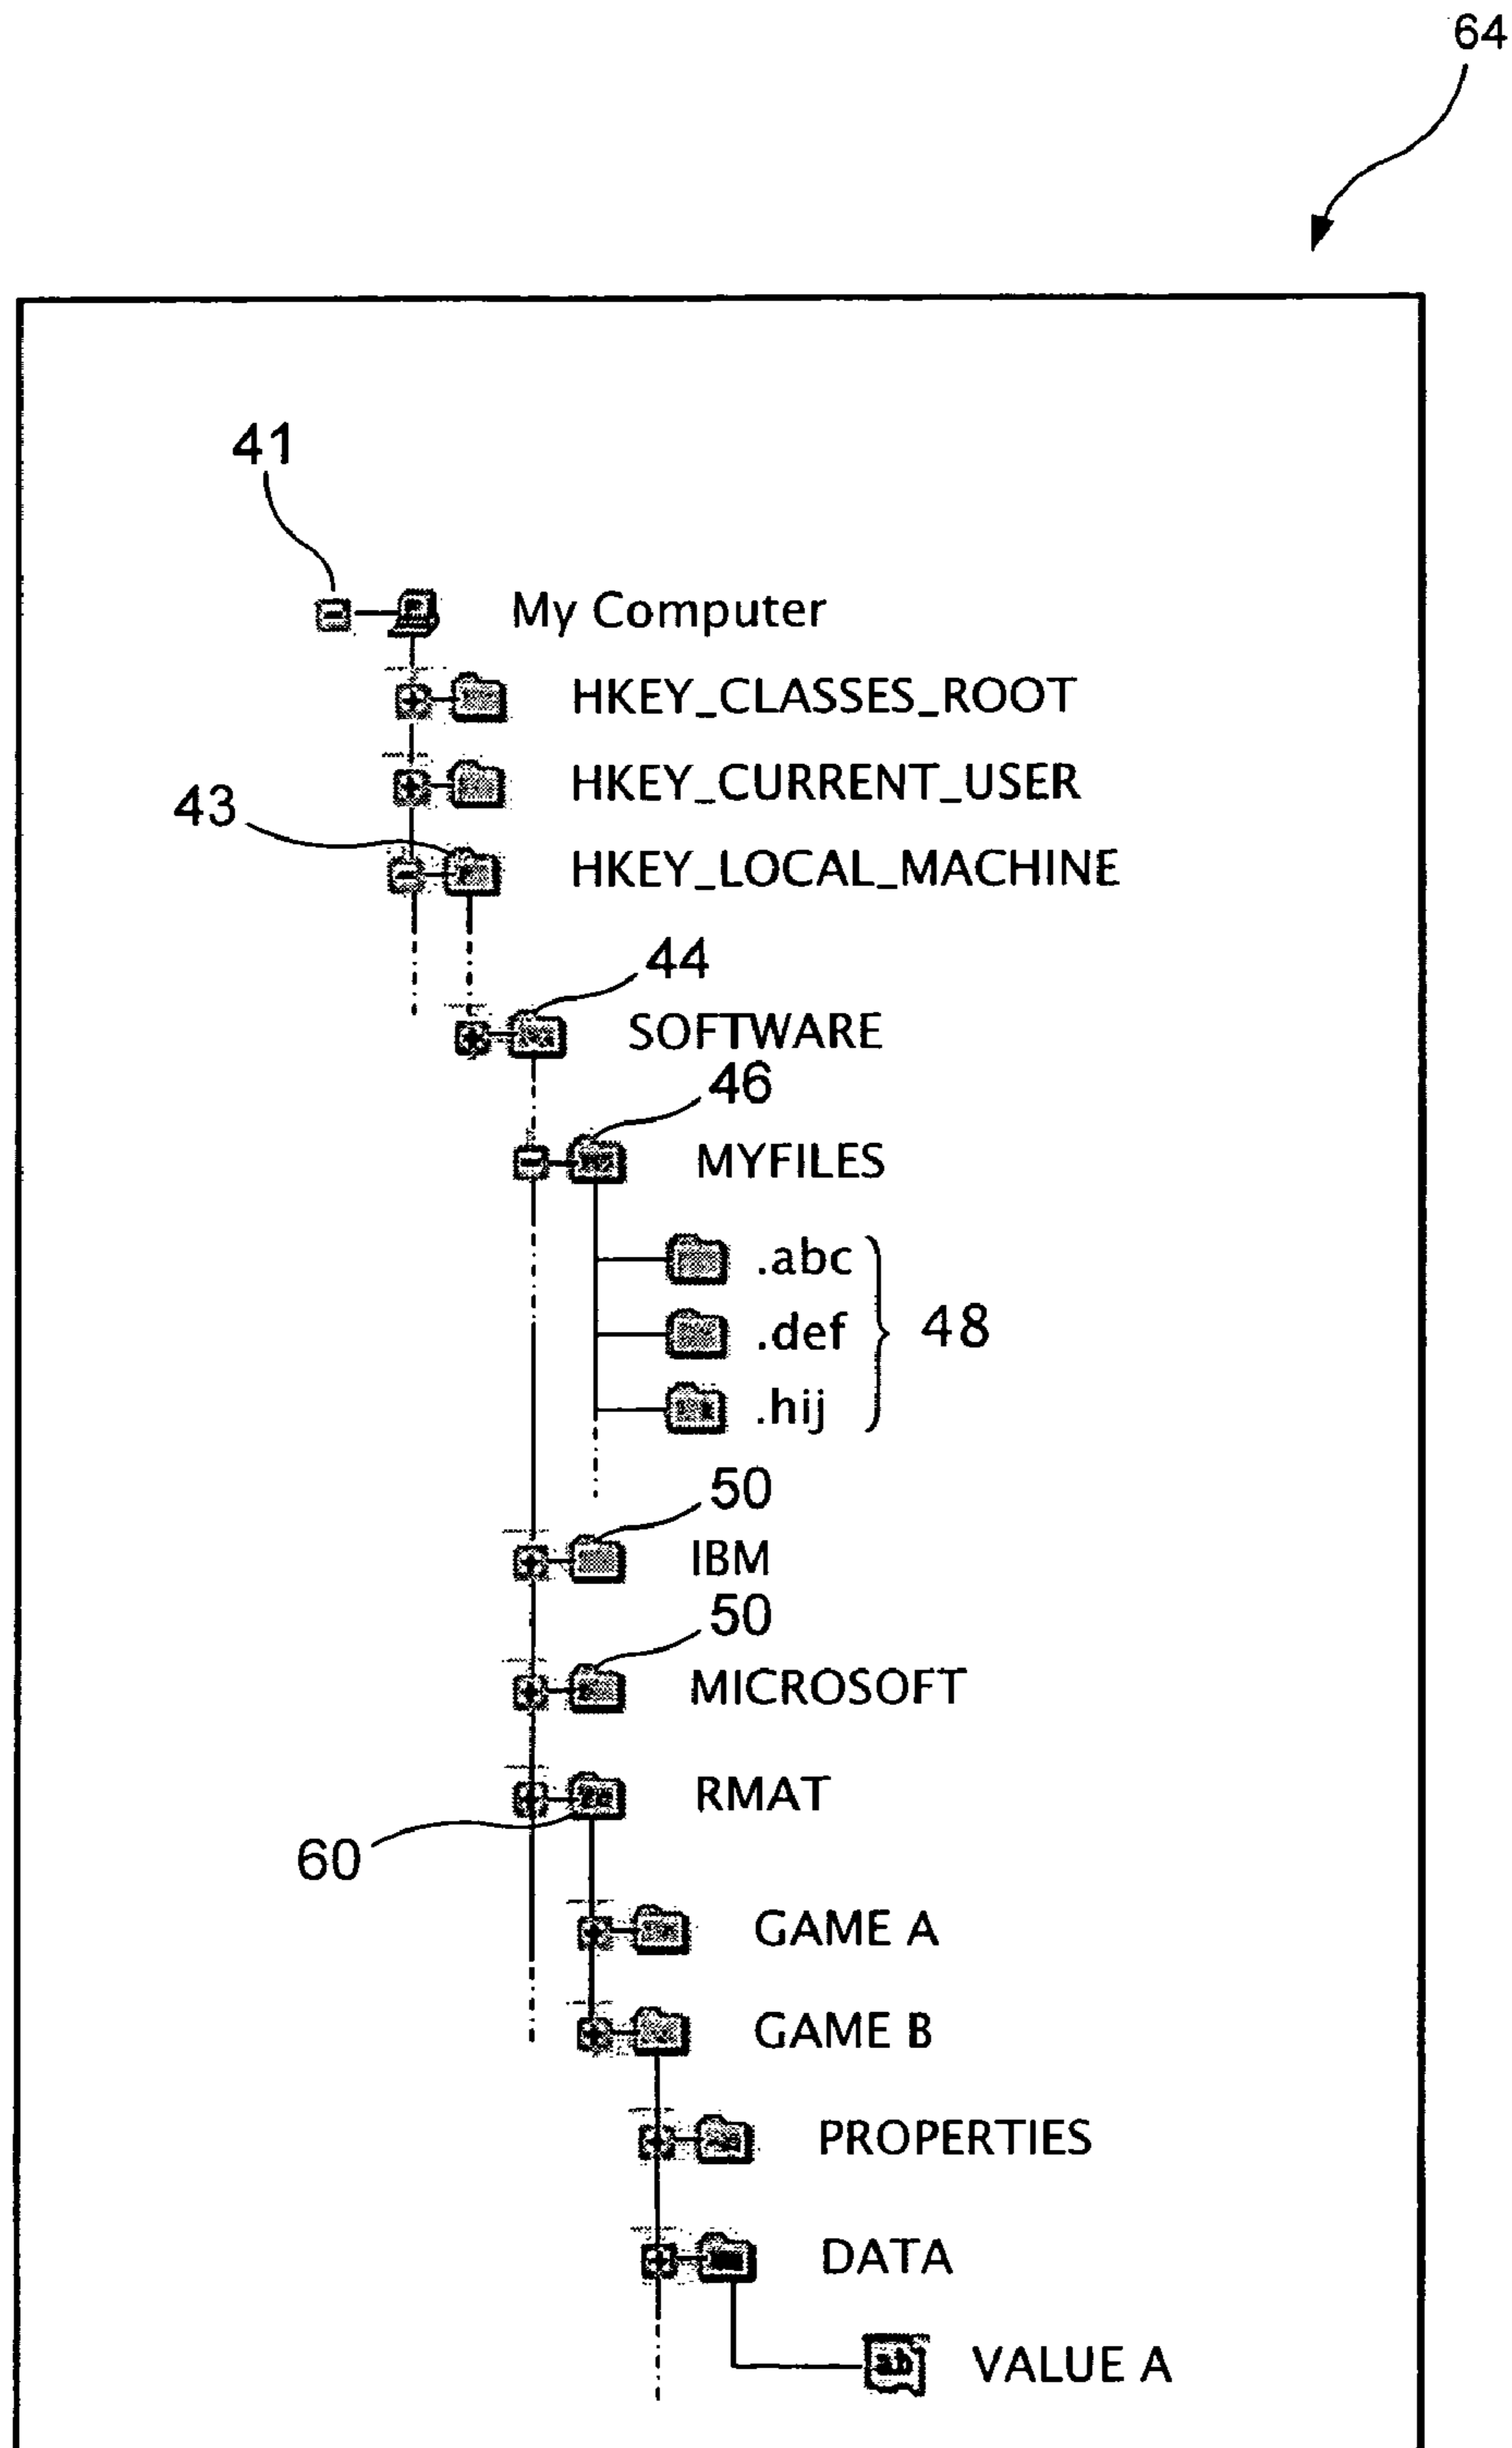 64
41
My Computer
HKEY_CLASSES_ROOT
HKEY_CURRENT_USER
43
HKEY_LOCAL_MACHINE
44
SOFTWARE
46
MYFILES
.abc
.def
48
.hij
50
IBM
50
MICROSOFT
RMAT
60
GAME A
GAME B
PROPERTIES
DATA
ab VALUE A